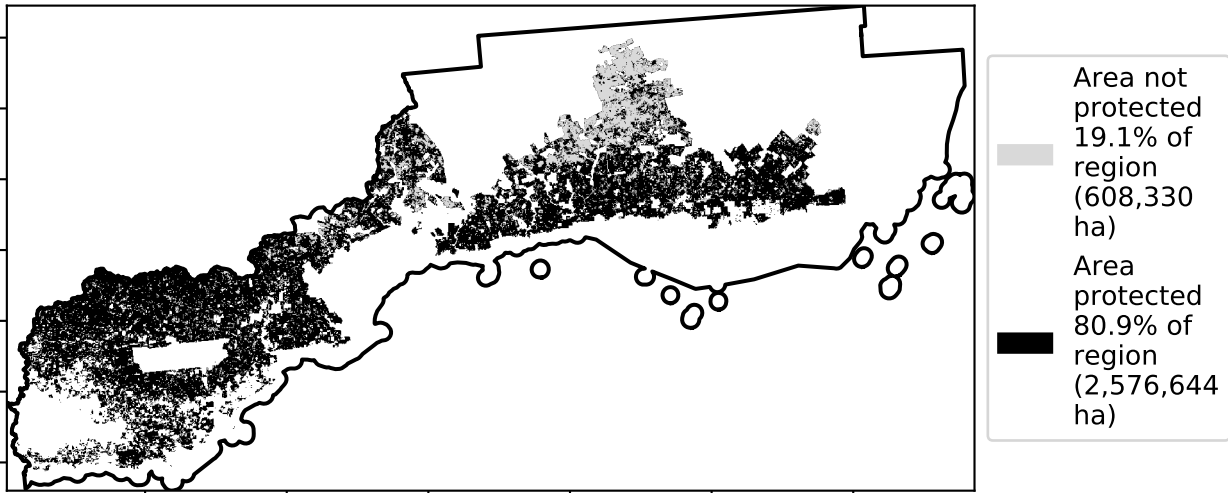 Area not
protected
19.1% of
region
(608,330
ha)
Area
protected
80.9% of
region
(2,576,644
ha)